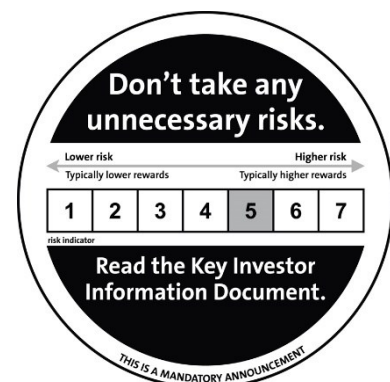 Don't take any
unnecessary risks.
Lower risk Higher risk
Typically lower rewards Typically higher rewards
1 2 3 4 5 6 7
risk indicator
Read the Key Investor
Information Document.
THIS IS A MANDATORY ANNOUNCEMENT